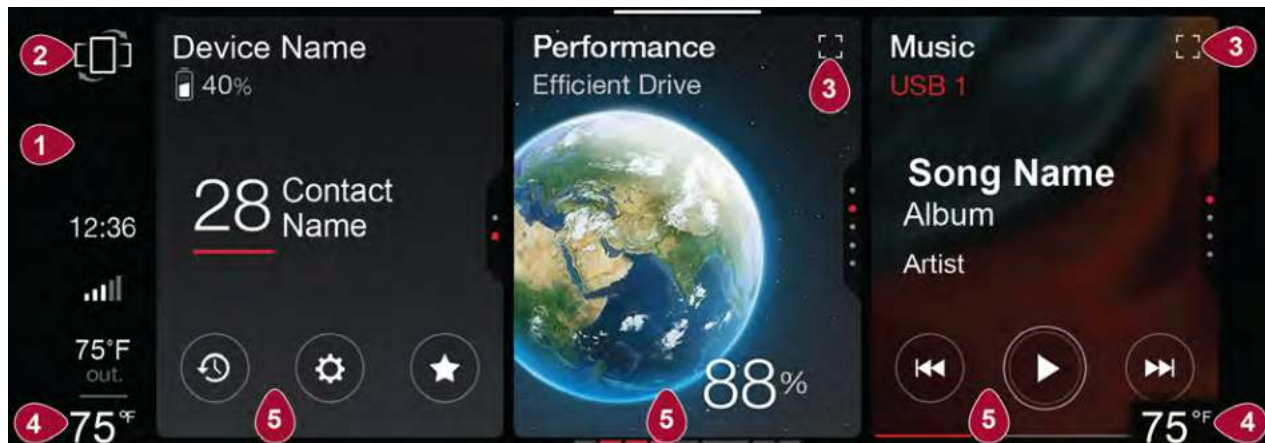 2
1
12:36
75°F
out.
4
75°F
Device Name
40%
28 Contact
Name
5
Performance
Efficient Drive
3
88%
5
Music
USB 1
3
Song Name
Album
Artist
5
75°F
4